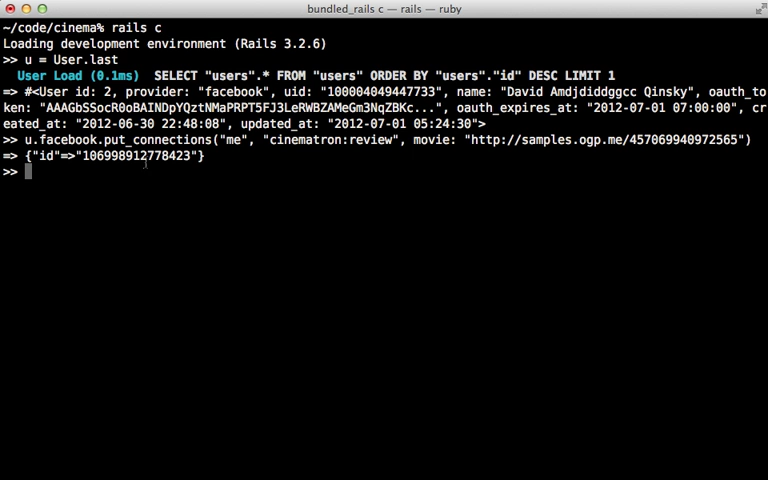 bundled_rails c — rails — ruby
~/code/cinema% rails c
Loading development environment (Rails 3.2.6)
>> u = User.last
User Load (0.1ms)  SELECT "users".* FROM "users" ORDER BY "users"."id" DESC LIMIT 1
=> #<User id: 2, provider: "facebook", uid: "100004049447733", name: "David Amdjdiddggcc Qinsky", oauth_to
ken: "AAAGbSSocR0oBAINDpYQztNMaPRPT5FJ3LeRWBZAMeGm3NqZBKc...", oauth_expires_at: "2012-07-01 07:00:00", cr
eated_at: "2012-06-30 22:48:08", updated_at: "2012-07-01 05:24:30">
>> u.facebook.put_connections("me", "cinematron:review", movie: "http://samples.ogp.me/457069940972565")
=> {"id"=>"106998912778423"}
>>